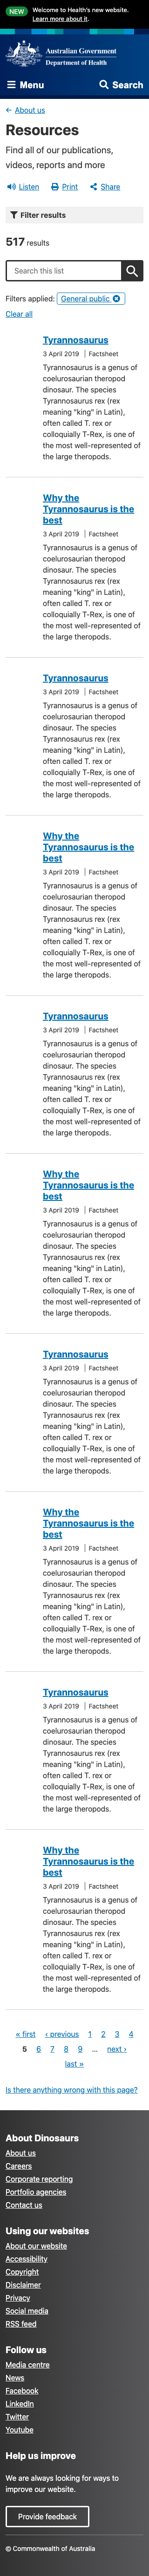 NEW Welcome to Health's new website.
Learn more about it.
Australian Government
Department of Health
Menu
Search
← About us
Resources
Find all of our publications,
videos, reports and more
Listen Print Share
Filter results
517 results
Search this list
Filters applied: General public
Clear all
Tyrannosaurus
3 April 2019 | Factsheet
Tyrannosaurus is a genus of
coelurosaurian theropod
dinosaur. The species
Tyrannosaurus rex (rex
meaning "king" in Latin),
often called T. rex or
colloquially T-Rex, is one of
the most well-represented of
the large theropods.
Why the
Tyrannosaurus is the
best
3 April 2019 | Factsheet
Tyrannosaurus is a genus of
coelurosaurian theropod
dinosaur. The species
Tyrannosaurus rex (rex
meaning "king" in Latin),
often called T. rex or
colloquially T-Rex, is one of
the most well-represented of
the large theropods.
Tyrannosaurus
3 April 2019 | Factsheet
Tyrannosaurus is a genus of
coelurosaurian theropod
dinosaur. The species
Tyrannosaurus rex (rex
meaning "king" in Latin),
often called T. rex or
colloquially T-Rex, is one of
the most well-represented of
the large theropods.
Why the
Tyrannosaurus is the
best
3 April 2019 | Factsheet
Tyrannosaurus is a genus of
coelurosaurian theropod
dinosaur. The species
Tyrannosaurus rex (rex
meaning "king" in Latin),
often called T. rex or
colloquially T-Rex, is one of
the most well-represented of
the large theropods.
Tyrannosaurus
3 April 2019 | Factsheet
Tyrannosaurus is a genus of
coelurosaurian theropod
dinosaur. The species
Tyrannosaurus rex (rex
meaning "king" in Latin),
often called T. rex or
colloquially T-Rex, is one of
the most well-represented of
the large theropods.
Why the
Tyrannosaurus is the
best
3 April 2019 | Factsheet
Tyrannosaurus is a genus of
coelurosaurian theropod
dinosaur. The species
Tyrannosaurus rex (rex
meaning "king" in Latin),
often called T. rex or
colloquially T-Rex, is one of
the most well-represented of
the large theropods.
Tyrannosaurus
3 April 2019 | Factsheet
Tyrannosaurus is a genus of
coelurosaurian theropod
dinosaur. The species
Tyrannosaurus rex (rex
meaning "king" in Latin),
often called T. rex or
colloquially T-Rex, is one of
the most well-represented of
the large theropods.
Why the
Tyrannosaurus is the
best
3 April 2019 | Factsheet
Tyrannosaurus is a genus of
coelurosaurian theropod
dinosaur. The species
Tyrannosaurus rex (rex
meaning "king" in Latin),
often called T. rex or
colloquially T-Rex, is one of
the most well-represented of
the large theropods.
Tyrannosaurus
3 April 2019 | Factsheet
Tyrannosaurus is a genus of
coelurosaurian theropod
dinosaur. The species
Tyrannosaurus rex (rex
meaning "king" in Latin),
often called T. rex or
colloquially T-Rex, is one of
the most well-represented of
the large theropods.
Why the
Tyrannosaurus is the
best
3 April 2019 | Factsheet
Tyrannosaurus is a genus of
coelurosaurian theropod
dinosaur. The species
Tyrannosaurus rex (rex
meaning "king" in Latin),
often called T. rex or
colloquially T-Rex, is one of
the most well-represented of
the large theropods.
« first ‹ previous 1 2 3 4
5 6 7 8 9 … next ›
last »
Is there anything wrong with this page?
About Dinosaurs
About us
Careers
Corporate reporting
Portfolio agencies
Contact us
Using our websites
About our website
Accessibility
Copyright
Disclaimer
Privacy
Social media
RSS feed
Follow us
Media centre
News
Facebook
LinkedIn
Twitter
Youtube
Help us improve
We are always looking for ways to
improve our website.
Provide feedback
© Commonwealth of Australia